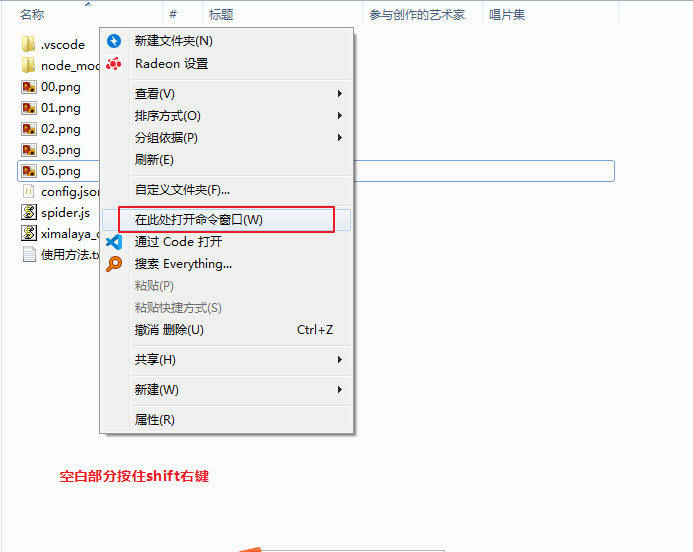 名称 # 标题 参与创作的艺术家 唱片集
.vscode
新建文件夹(N)
node_mod
Radeon 设置
00.png
查看(V)
01.png
排序方式(O)
02.png
分组依据(P)
03.png
刷新(E)
05.png
自定义文件夹(F)...
config.json
spider.js
在此处打开命令窗口(W)
ximalaya_
通过 Code 打开
使用方法.t
搜索 Everything...
粘贴(P)
粘贴快捷方式(S)
撤消 删除(U) Ctrl+Z
共享(H)
新建(W)
属性(R)
空白部分按住shift右键